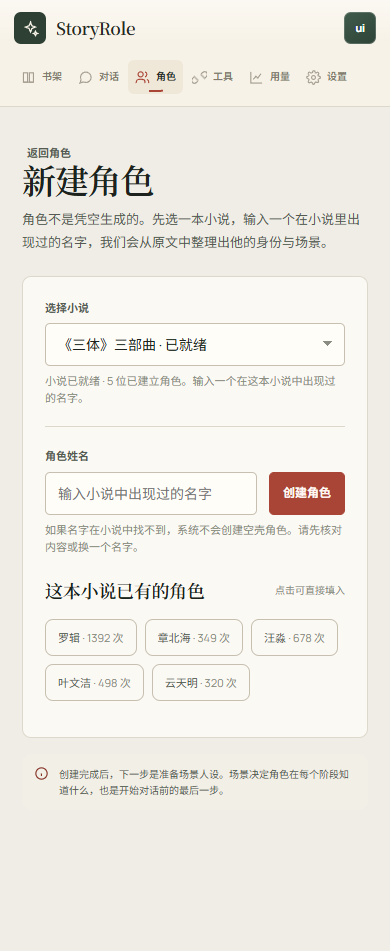 StoryRole
ui
书架
对话
角色
工具
用量
设置
返回角色
新建角色
角色不是凭空生成的。先选一本小说，输入一个在小说里出
现过的名字，我们会从原文中整理出他的身份与场景。
选择小说
《三体》三部曲 · 已就绪
小说已就绪 · 5 位已建立角色。输入一个在这本小说中出现过
的名字。
角色姓名
输入小说中出现过的名字
创建角色
如果名字在小说中找不到，系统不会创建空壳角色。请先核对
内容或换一个名字。
这本小说已有的角色
点击可直接填入
罗辑 · 1392 次
章北海 · 349 次
汪淼 · 678 次
叶文洁 · 498 次
云天明 · 320 次
创建完成后，下一步是准备场景人设。场景决定角色在每个阶段知
道什么，也是开始对话前的最后一步。